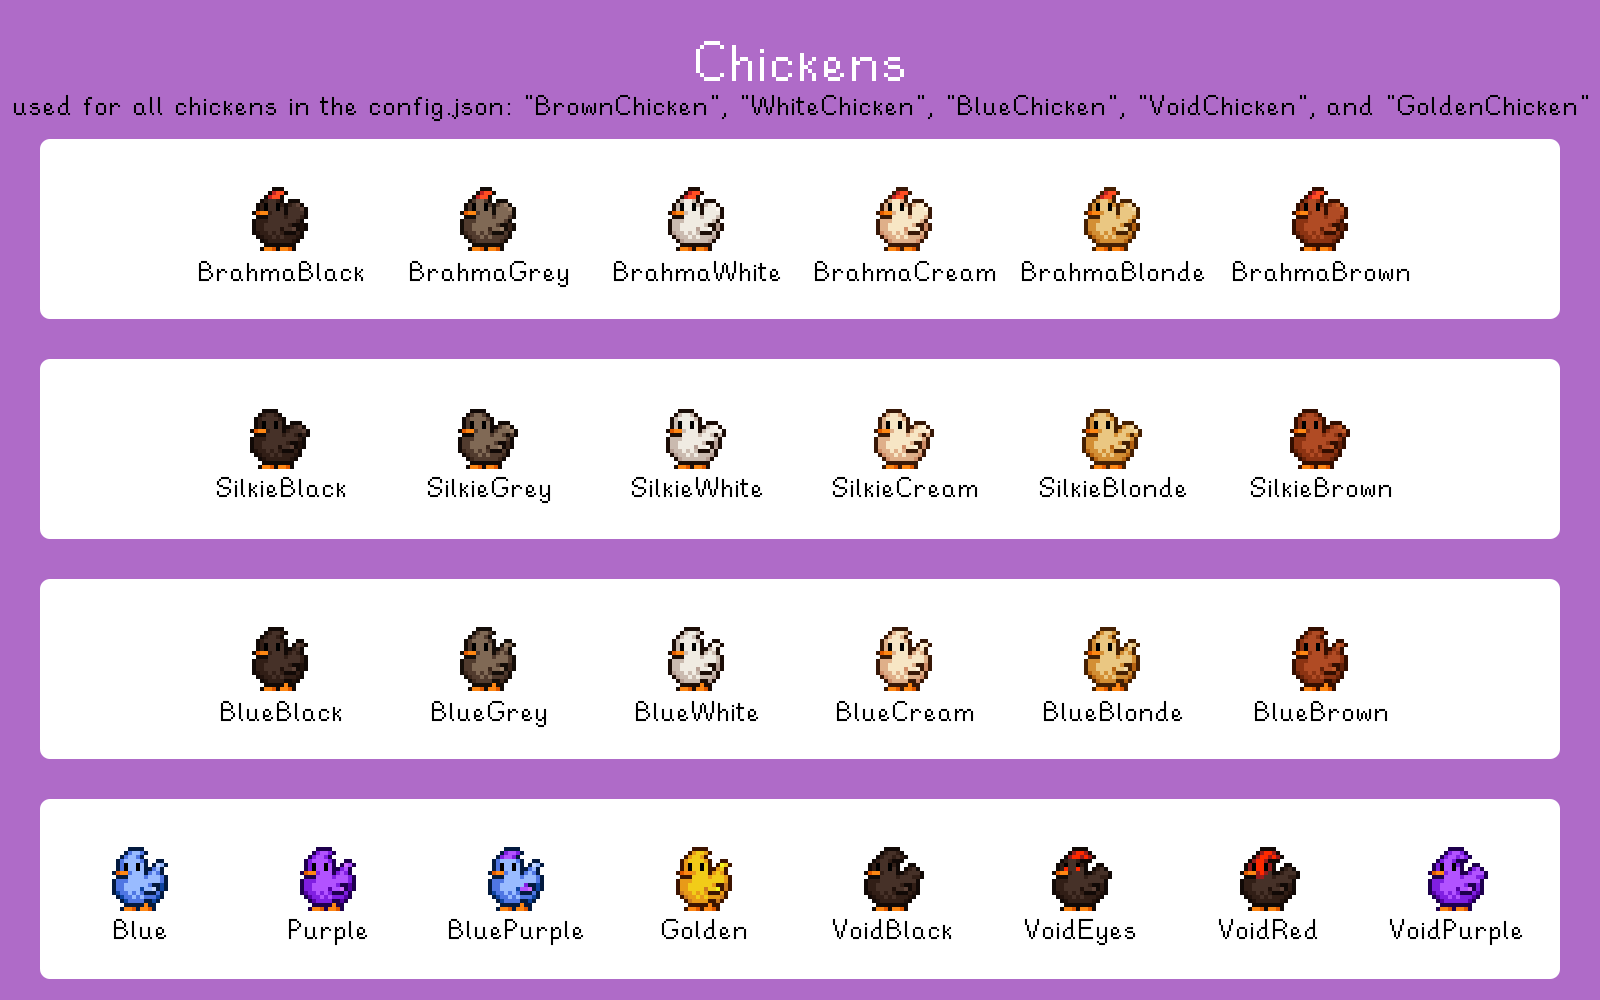 Chickens
used for all chickens in the config.json: "BrownChicken", "WhiteChicken", "BlueChicken", "VoidChicken", and "GoldenChicken"
BrahmaBlack BrahmaGrey BrahmaWhite BrahmaCream BrahmaBlonde BrahmaBrown
SilkieBlack SilkieGrey SilkieWhite SilkieCream SilkieBlonde SilkieBrown
BlueBlack BlueGrey BlueWhite BlueCream BlueBlonde BlueBrown
Blue Purple BluePurple Golden VoidBlack VoidEyes VoidRed VoidPurple